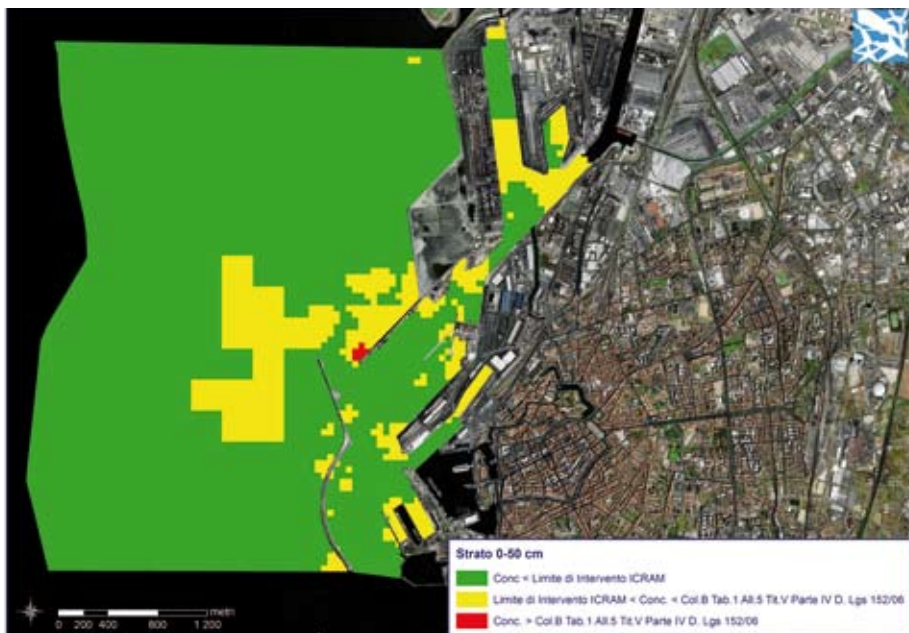 Strato 0-50 cm
Conc < Limite di Intervento ICRAM
Limite di Intervento ICRAM < Conc. < Col.B Tab.1 All.5 Tit.V Parte IV D. Lgs 152/06
Conc. > Col.B Tab.1 All.5 Tit.V Parte IV D. Lgs 152/06
metri
0 200 400 800 1 200